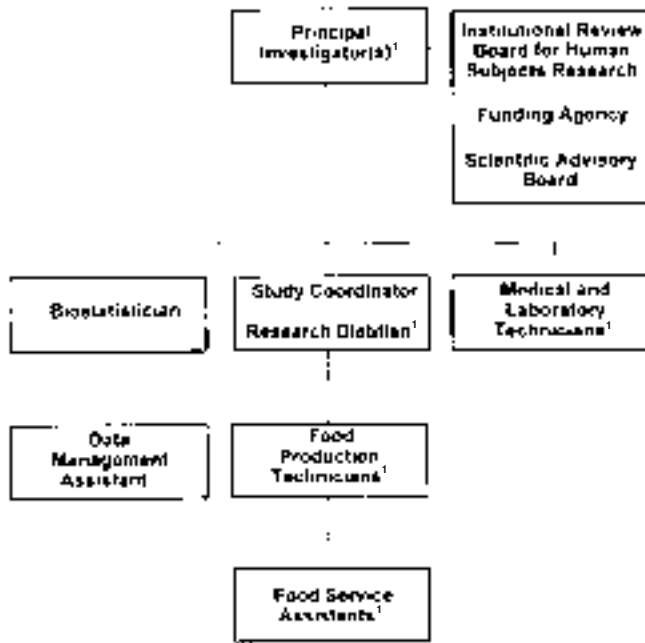 Principal
Investigator(s)¹
Institutional Review
Board for Human
Subjects Research
Funding Agency
Scientific Advisory
Board
Biostatistician
Study Coordinator
Research Dietitian¹
Medical and
Laboratory
Technicians¹
Data
Management
Assistant
Food
Production
Technicians¹
Food Service
Assistants¹